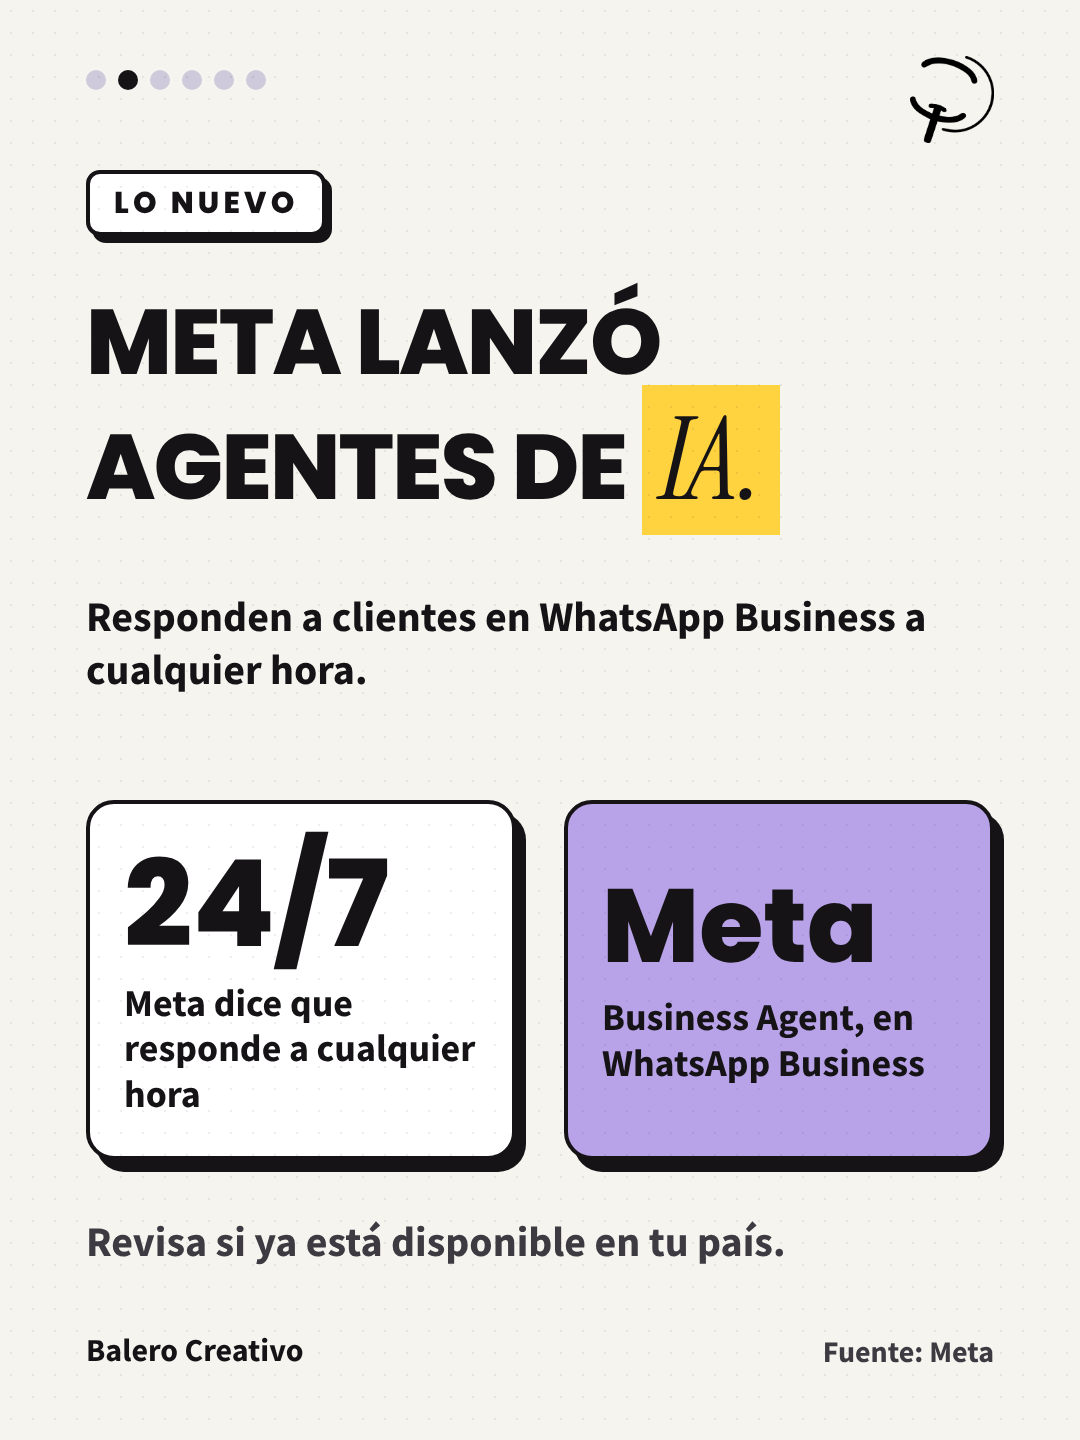 LO NUEVO
META LANZÓ
AGENTES DE IA.
Responden a clientes en WhatsApp Business a
cualquier hora.
24/7
Meta dice que
responde a cualquier
hora
Meta
Business Agent, en
WhatsApp Business
Revisa si ya está disponible en tu país.
Balero Creativo
Fuente: Meta